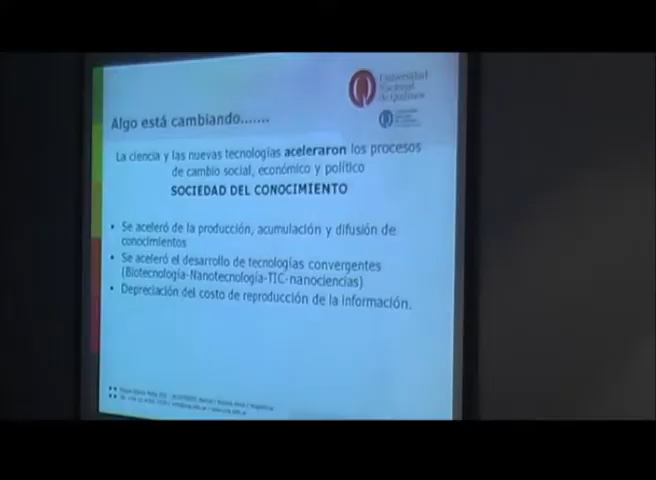 Universidad
Nacional
de Quilmes
Algo está cambiando.......
La ciencia y las nuevas tecnologías aceleraron los procesos
de cambio social, económico y político
SOCIEDAD DEL CONOCIMIENTO
• Se aceleró de la producción, acumulación y difusión de
conocimientos
• Se aceleró el desarrollo de tecnologías convergentes
(Biotecnología-Nanotecnología-TIC-nanociencias)
• Depreciación del costo de reproducción de la información.